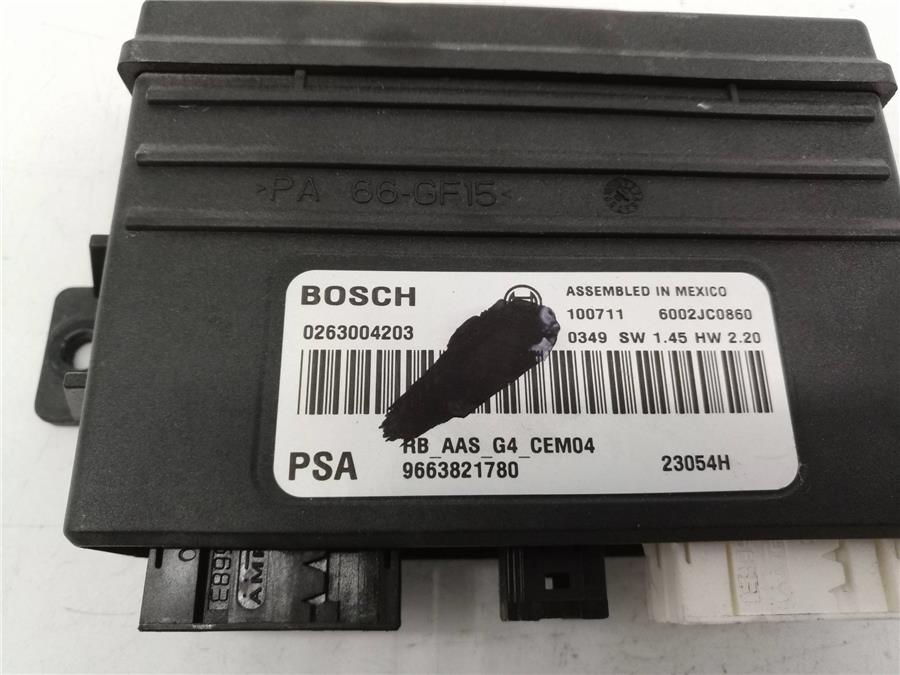 >PA 66-GF15<
BOSCH
ASSEMBLED IN MEXICO
0263004203
100711 6002JC0860
0349 SW 1.45 HW 2.20
RB_AAS_G4_CEM04
PSA 9663821780 23054H